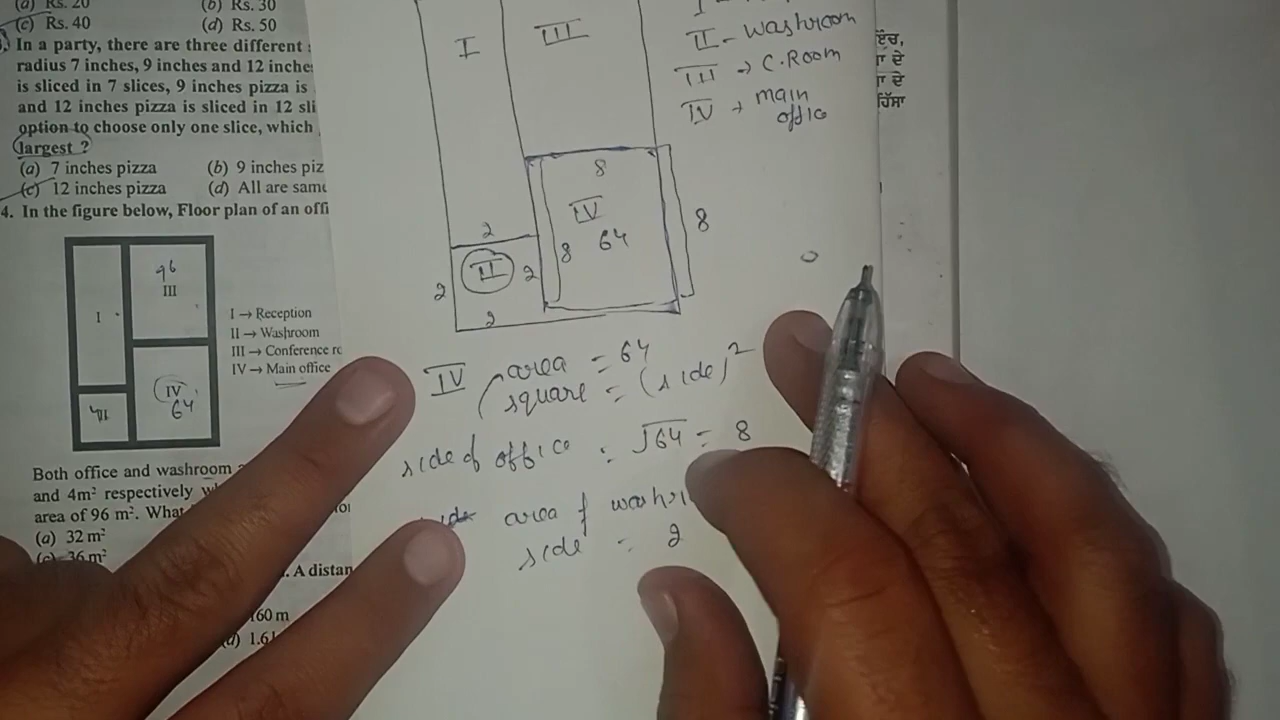 (a) Rs. 20 (b) Rs. 30
(c) Rs. 40 (d) Rs. 50
In a party, there are three different
radius 7 inches, 9 inches and 12 inche
is sliced in 7 slices, 9 inches pizza is
and 12 inches pizza is sliced in 12 sli
option to choose only one slice, which
largest ?
(a) 7 inches pizza (b) 9 inches piz
(c) 12 inches pizza (d) All are same
4. In the figure below, Floor plan of an offi
I
96
III
II
IV
64
I → Reception
II → Washroom
III → Conference rc
IV → Main office
Both office and washroom
and 4m² respectively
area of 96 m². What
(a) 32 m²
(c) 36 m²
. A distan
160 m
(d) 1.61
I
III
II - washroom
III → C.Room
IV → main
office
8
IV
64
8
8
2
II
2
2
2
IV area = 64
square = (side)²
side of office = √64 = 8
area of
side = 2
ਇੰਚ,
ਾ ਦੇ
ਾ ਦੇ
ਹਿੱਸਾ